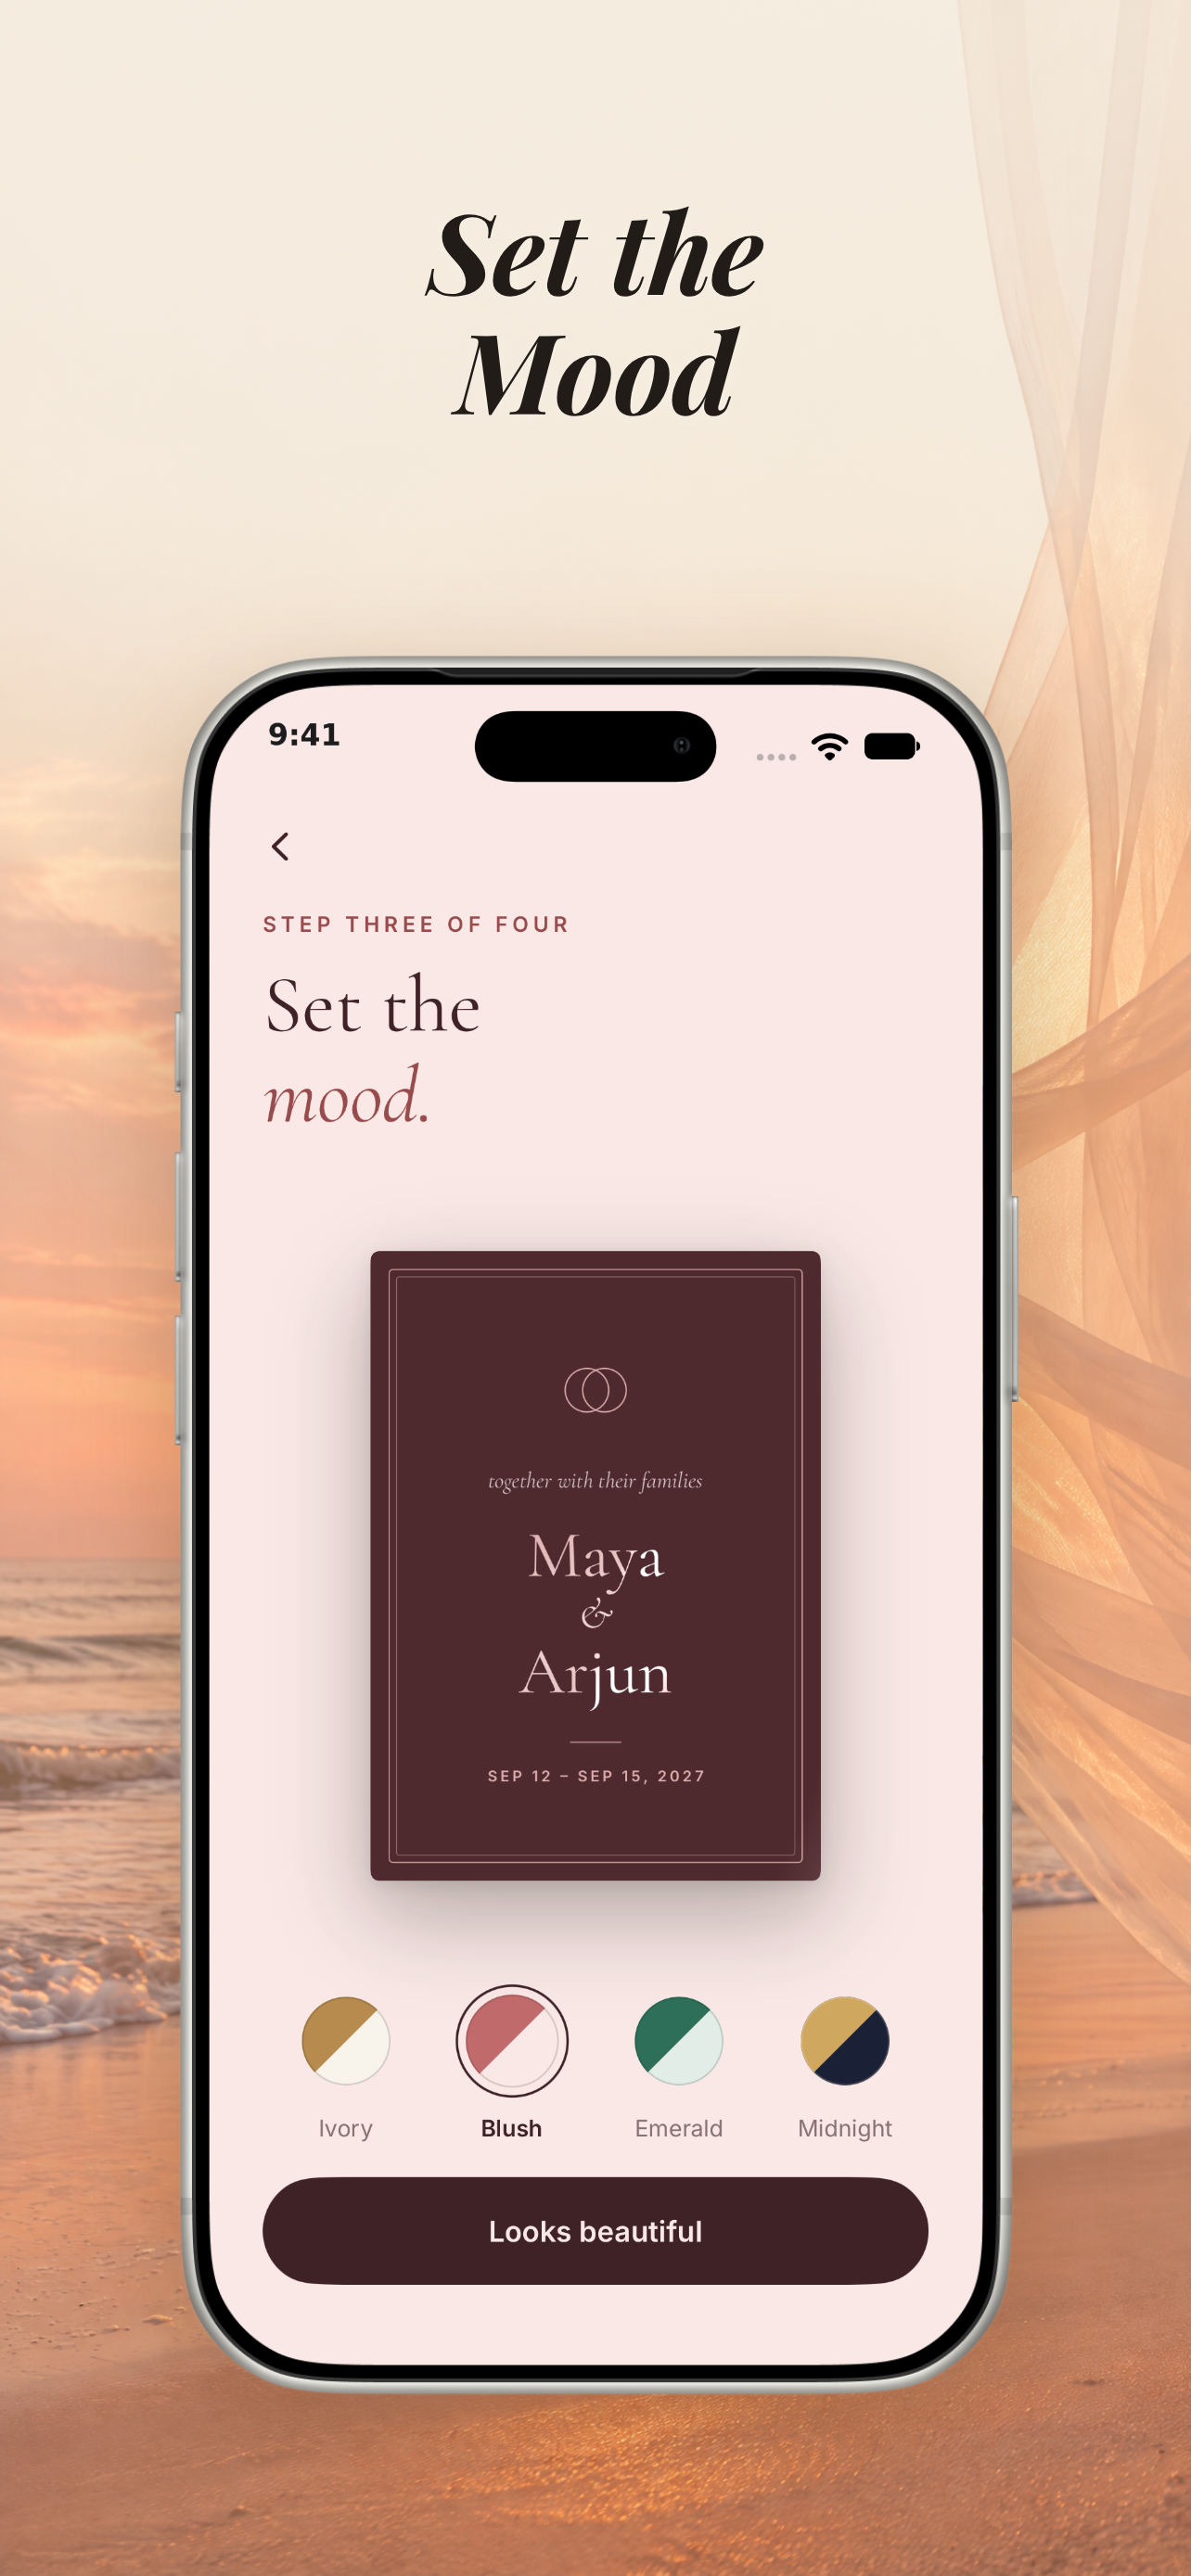 Set the
Mood
9:41
STEP THREE OF FOUR
Set the
mood.
together with their families
Maya
&
Arjun
SEP 12 – SEP 15, 2027
Ivory Blush Emerald Midnight
Looks beautiful